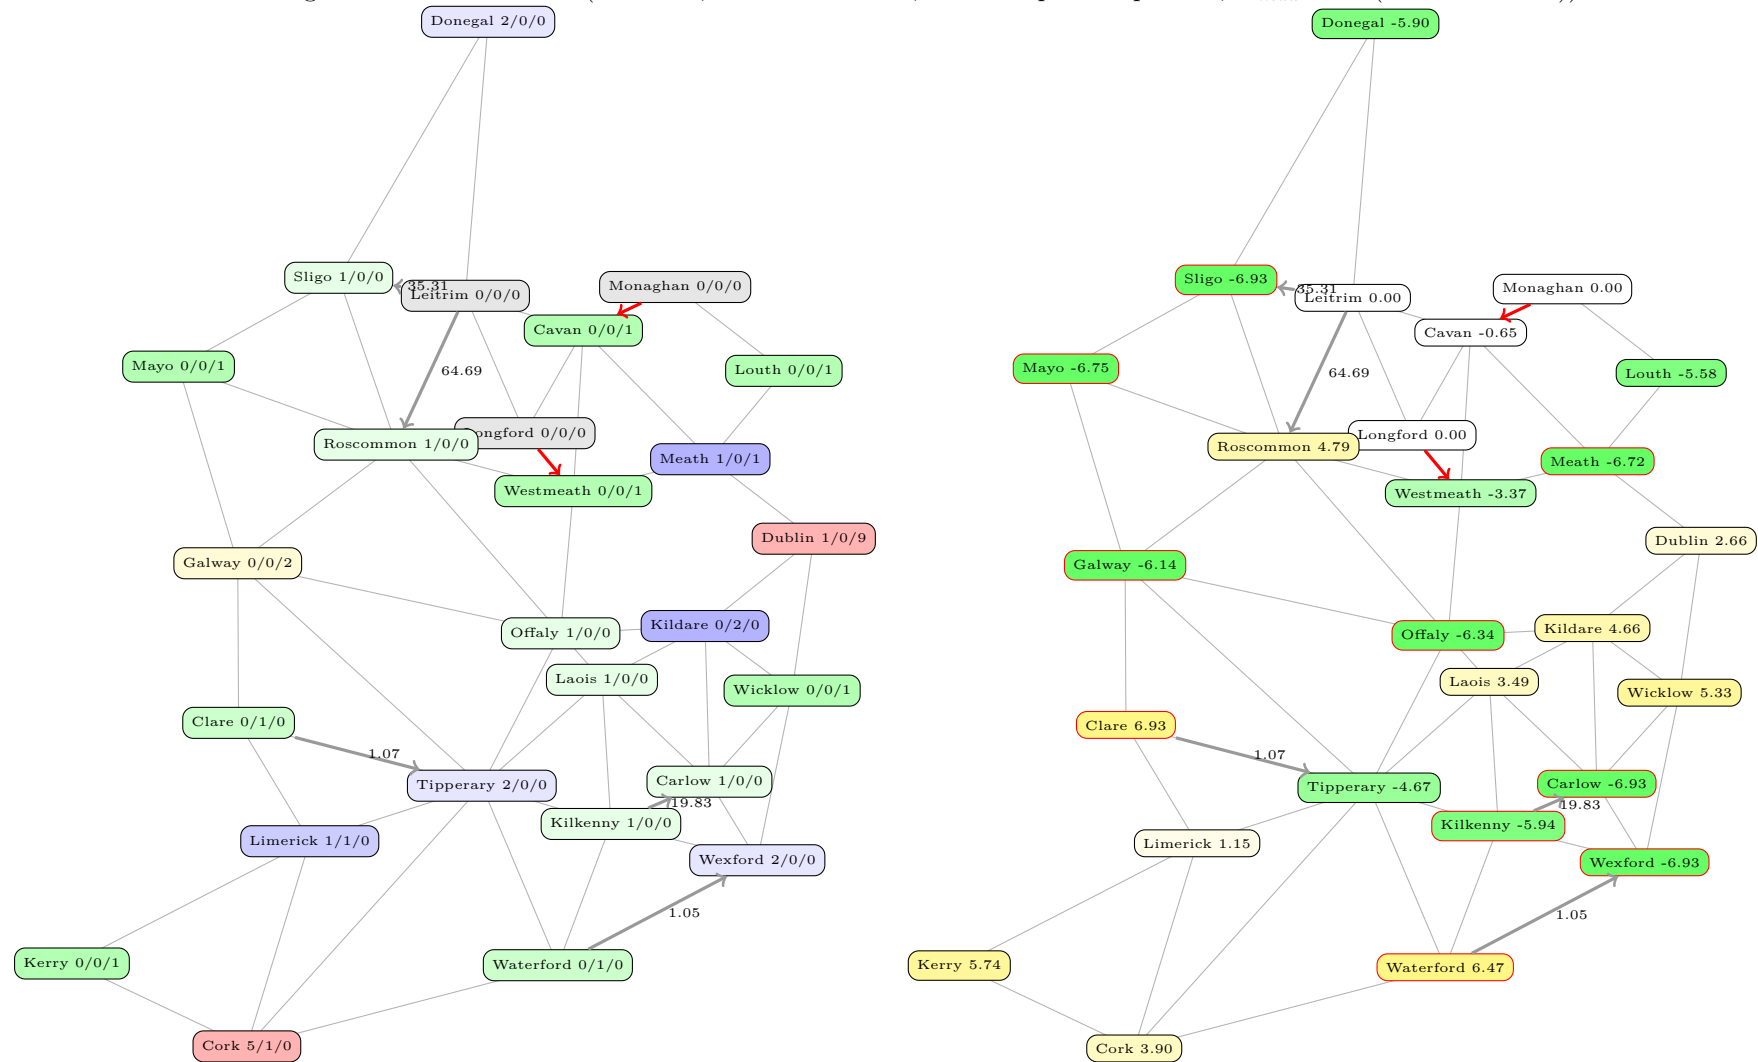 Donegal 2/0/0
Sligo 1/0/0
35.31
Leitrim 0/0/0
Monaghan 0/0/0
Cavan 0/0/1
Mayo 0/0/1
64.69
Louth 0/0/1
Longford 0/0/0
Roscommon 1/0/0
Meath 1/0/1
Westmeath 0/0/1
Dublin 1/0/9
Galway 0/0/2
Offaly 1/0/0
Kildare 0/2/0
Laois 1/0/0
Wicklow 0/0/1
Clare 0/1/0
1.07
Tipperary 2/0/0
Carlow 1/0/0
19.83
Kilkenny 1/0/0
Limerick 1/1/0
Wexford 2/0/0
1.05
Kerry 0/0/1
Waterford 0/1/0
Cork 5/1/0
Donegal -5.90
Sligo -6.93
35.31
Leitrim 0.00
Monaghan 0.00
Cavan -0.65
Mayo -6.75
64.69
Louth -5.58
Longford 0.00
Roscommon 4.79
Meath -6.72
Westmeath -3.37
Dublin 2.66
Galway -6.14
Offaly -6.34
Kildare 4.66
Laois 3.49
Wicklow 5.33
Clare 6.93
1.07
Tipperary -4.67
Carlow -6.93
19.83
Kilkenny -5.94
Limerick 1.15
Wexford -6.93
1.05
Kerry 5.74
Waterford 6.47
Cork 3.90